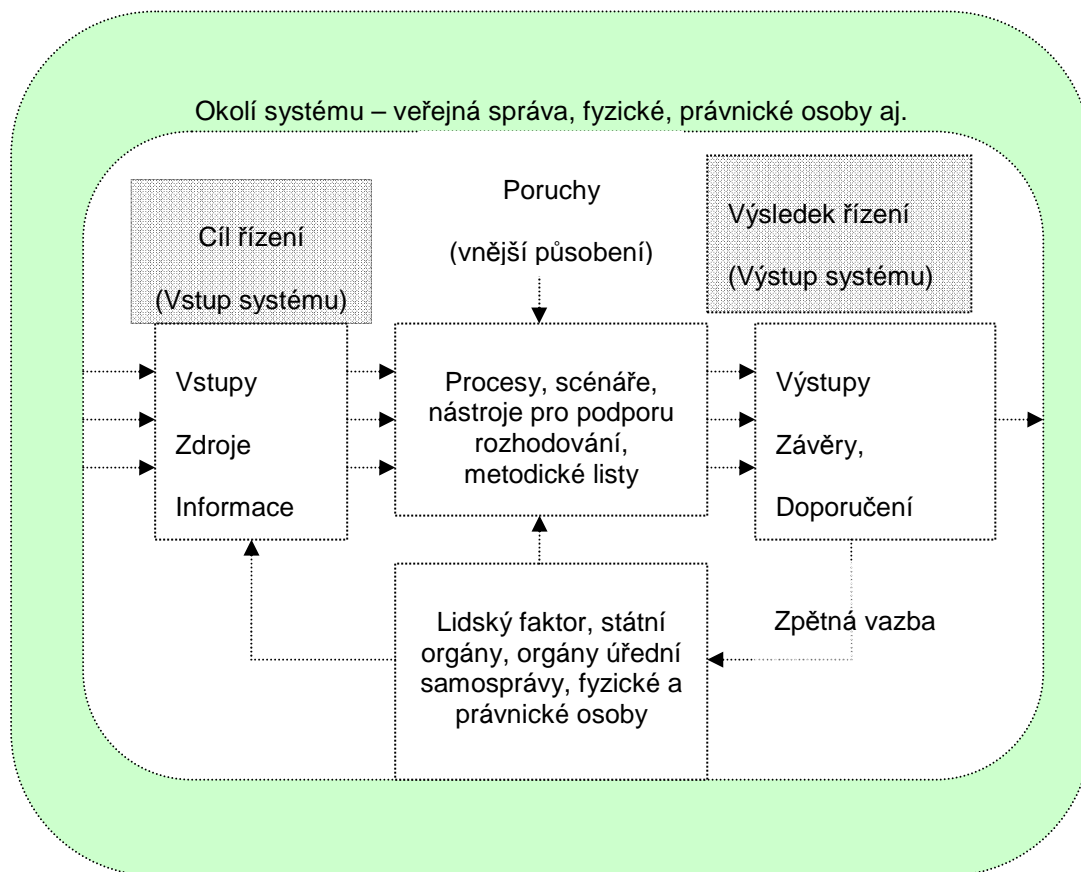 Okolí systému – veřejná správa, fyzické, právnické osoby aj.
Cíl řízení
(Vstup systému)
Poruchy
(vnější působení)
Výsledek řízení
(Výstup systému)
Vstupy
Zdroje
Informace
Procesy, scénáře,
nástroje pro podporu
rozhodování,
metodické listy
Výstupy
Závěry,
Doporučení
Lidský faktor, státní
orgány, orgány úřední
samosprávy, fyzické a
právnické osoby
Zpětná vazba